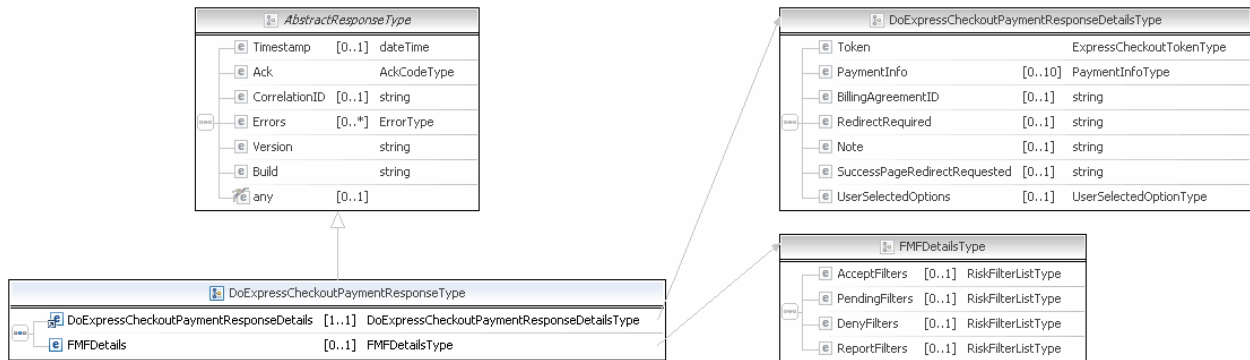 AbstractResponseType
Timestamp [0..1] dateTime
Ack AckCodeType
CorrelationID [0..1] string
Errors [0..*] ErrorType
Version string
Build string
any [0..1]
DoExpressCheckoutPaymentResponseDetailsType
Token ExpressCheckoutTokenType
PaymentInfo [0..10] PaymentInfoType
BillingAgreementID [0..1] string
RedirectRequired [0..1] string
Note [0..1] string
SuccessPageRedirectRequested [0..1] string
UserSelectedOptions [0..1] UserSelectedOptionType
DoExpressCheckoutPaymentResponseType
DoExpressCheckoutPaymentResponseDetails [1..1] DoExpressCheckoutPaymentResponseDetailsType
FMFDetails [0..1] FMFDetailsType
FMFDetailsType
AcceptFilters [0..1] RiskFilterListType
PendingFilters [0..1] RiskFilterListType
DenyFilters [0..1] RiskFilterListType
ReportFilters [0..1] RiskFilterListType